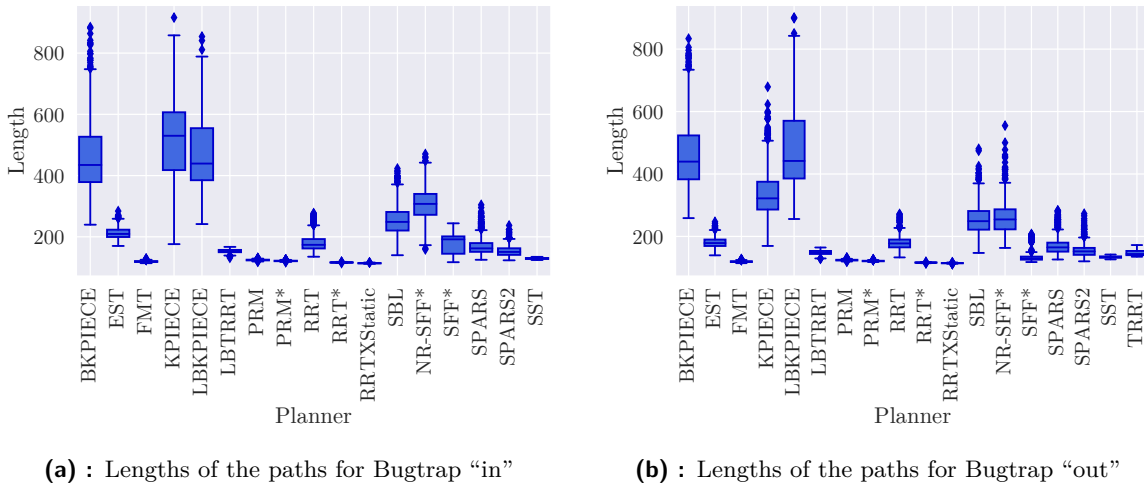 800
600
400
200
Length
BKPIECE
EST
FMT
KPIECE
LBKPIECE
LBTRRT
PRM
PRM*
RRT
RRT*
RRTXStatic
SBL
NR-SFF*
SFF*
SPARS
SPARS2
SST
Planner
(a) : Lengths of the paths for Bugtrap “in”
800
600
400
200
Length
BKPIECE
EST
FMT
KPIECE
LBKPIECE
LBTRRT
PRM
PRM*
RRT
RRT*
RRTXStatic
SBL
NR-SFF*
SFF*
SPARS
SPARS2
SST
TRRT
Planner
(b) : Lengths of the paths for Bugtrap “out”